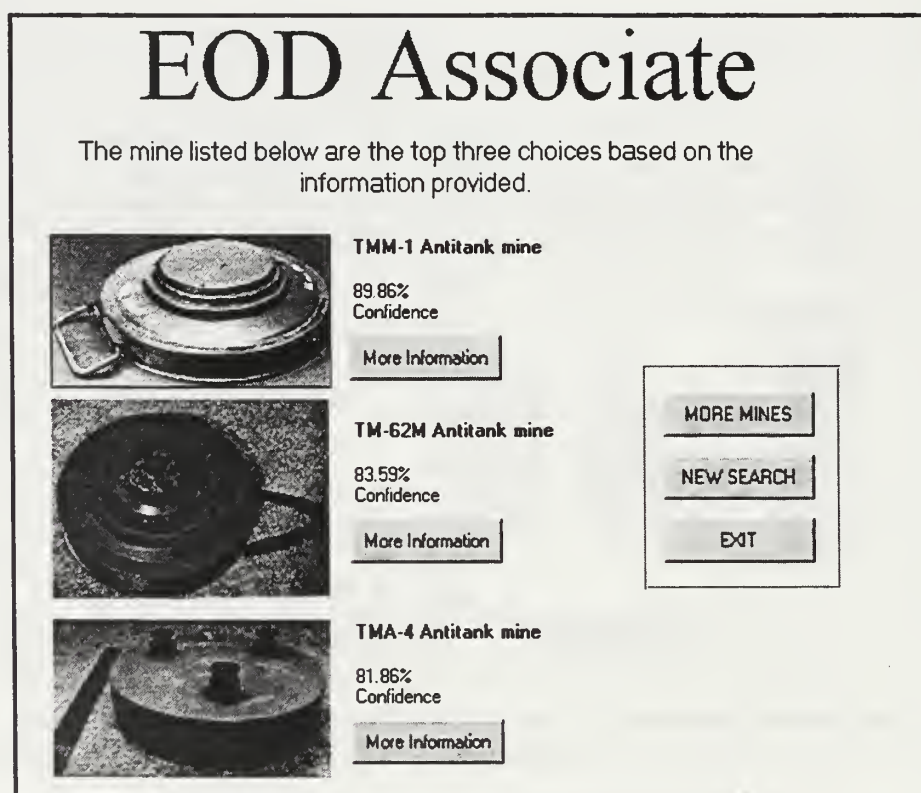 EOD Associate
The mine listed below are the top three choices based on the
information provided.
TMM-1 Antitank mine
89.86%
Confidence
More Information
TM-62M Antitank mine
83.59%
Confidence
More Information
TMA-4 Antitank mine
81.86%
Confidence
More Information
MORE MINES
NEW SEARCH
EXIT